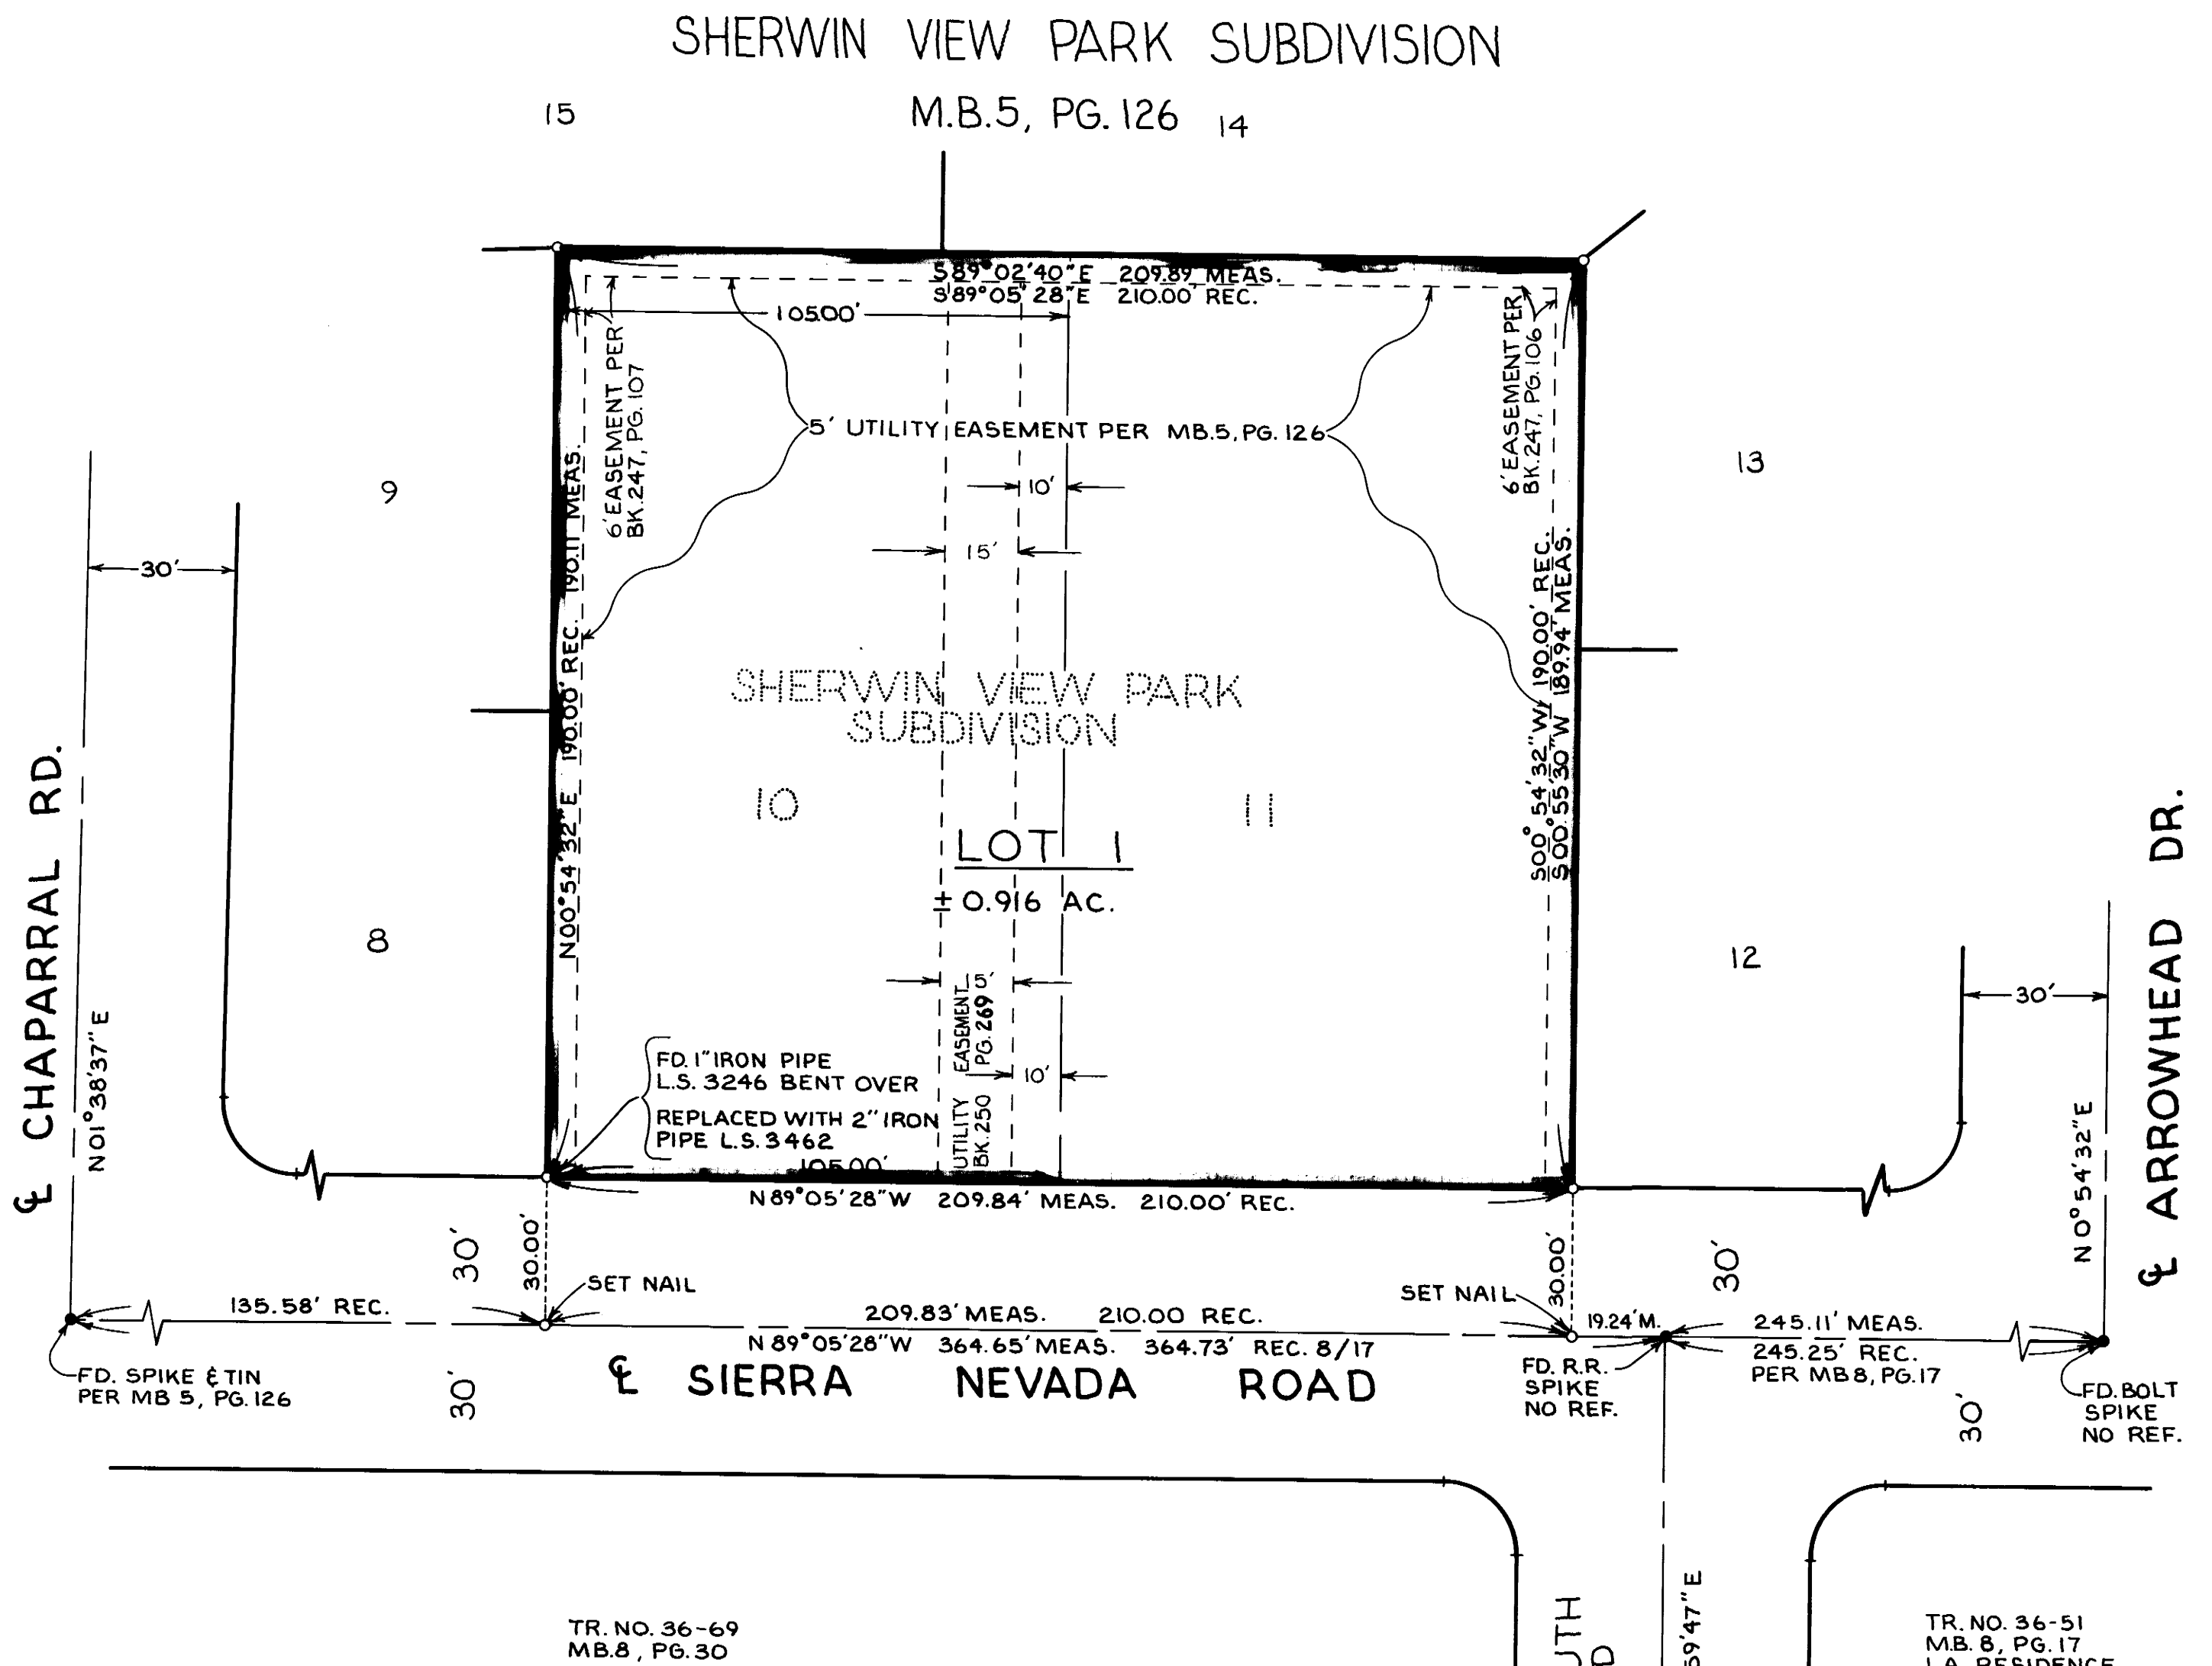 SHERWIN VIEW PARK SUBDIVISION
M.B.5, PG.126
15
14
S89°02'40"E 209.89 MEAS.
S89°05'28"E 210.00' REC.
105.00'
6' EASEMENT PER
BK.247, PG.107
6' EASEMENT PER
BK.247, PG.106
5' UTILITY EASEMENT PER MB.5, PG.126
10'
15'
9
13
30'
N00°54'32"E 190.00' REC. 190.11' MEAS.
S00°54'32"W 190.00' REC.
S00°55'30"W 189.94' MEAS.
SHERWIN VIEW PARK
SUBDIVISION
10
11
LOT 1
± 0.916 AC.
8
12
30'
℄ CHAPARRAL RD.
N01°38'37"E
℄ ARROWHEAD DR.
N0°54'32"E
15'
10'
UTILITY EASEMENT
BK.250 PG.269
FD. 1" IRON PIPE
L.S. 3246 BENT OVER
REPLACED WITH 2" IRON
PIPE L.S. 3462
105.00'
N89°05'28"W 209.84' MEAS. 210.00' REC.
30'
30.00'
SET NAIL
SET NAIL
30.00'
30'
135.58' REC.
209.83' MEAS. 210.00 REC.
19.24' M.
245.11' MEAS.
N89°05'28"W 364.65' MEAS. 364.73' REC. 8/17
245.25' REC.
PER MB8, PG.17
FD. SPIKE & TIN
PER MB 5, PG.126
30'
℄ SIERRA NEVADA ROAD
FD. R.R.
SPIKE
NO REF.
30'
FD. BOLT
SPIKE
NO REF.
TR. NO. 36-69
MB.8, PG.30
59'47"E
TR. NO. 36-51
M.B. 8, PG.17